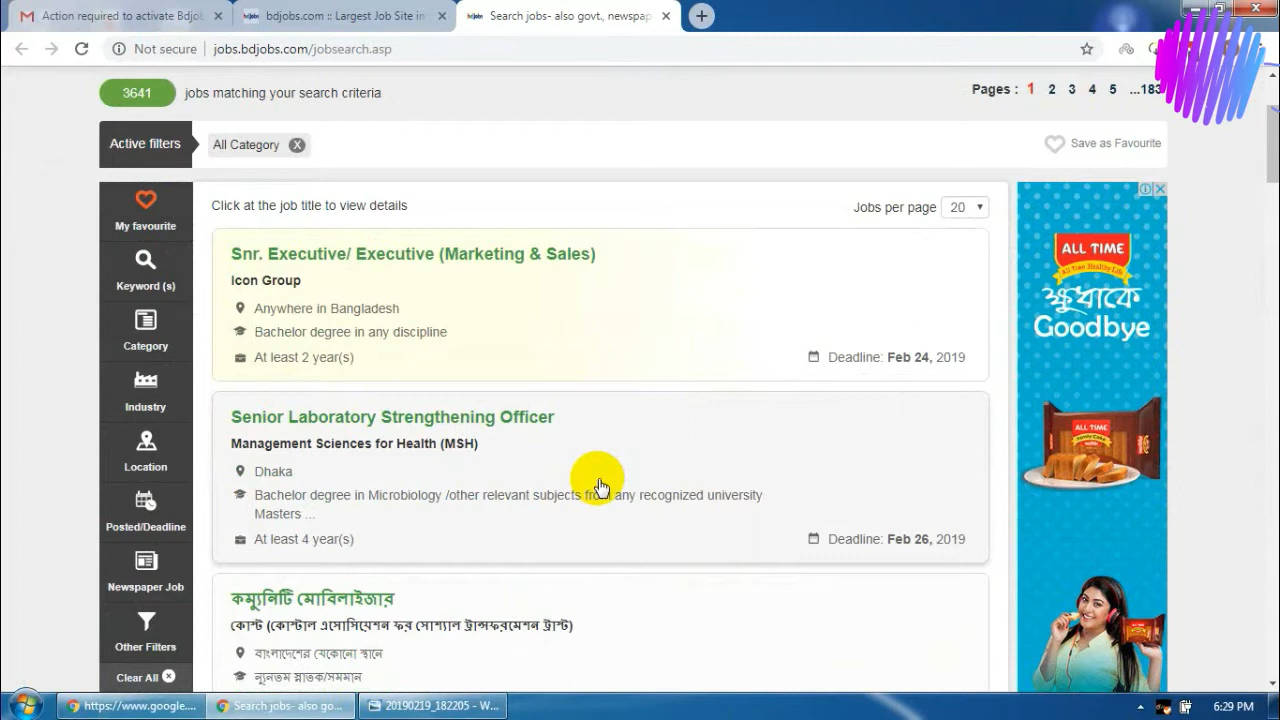 Action required to activate Bdjob
bdjobs.com :: Largest Job Site in
Search jobs- also govt., newspap
Not secure
jobs.bdjobs.com/jobsearch.asp
3641 jobs matching your search criteria
Pages : 1 2 3 4 5 ...183
Active filters
All Category
Save as Favourite
My favourite
Keyword (s)
Category
Industry
Location
Posted/Deadline
Newspaper Job
Other Filters
Clear All
Click at the job title to view details
Jobs per page 20
Snr. Executive/ Executive (Marketing & Sales)
Icon Group
Anywhere in Bangladesh
Bachelor degree in any discipline
At least 2 year(s)
Deadline: Feb 24, 2019
Senior Laboratory Strengthening Officer
Management Sciences for Health (MSH)
Dhaka
Bachelor degree in Microbiology /other relevant subjects from any recognized university
Masters ...
At least 4 year(s)
Deadline: Feb 26, 2019
কম্যুনিটি মোবিলাইজার
কোস্ট (কোস্টাল এসোসিয়েশন ফর সোশ্যাল ট্রান্সফরমেশন ট্রাস্ট)
বাংলাদেশের যেকোনো স্থানে
ন্যূনতম স্নাতক/সমমান
ALL TIME
All Time Healthy Life
ক্ষুধাকে
Goodbye
ALL TIME
https://www.google....
Search jobs- also go...
20190219_182205 - W...
6:29 PM